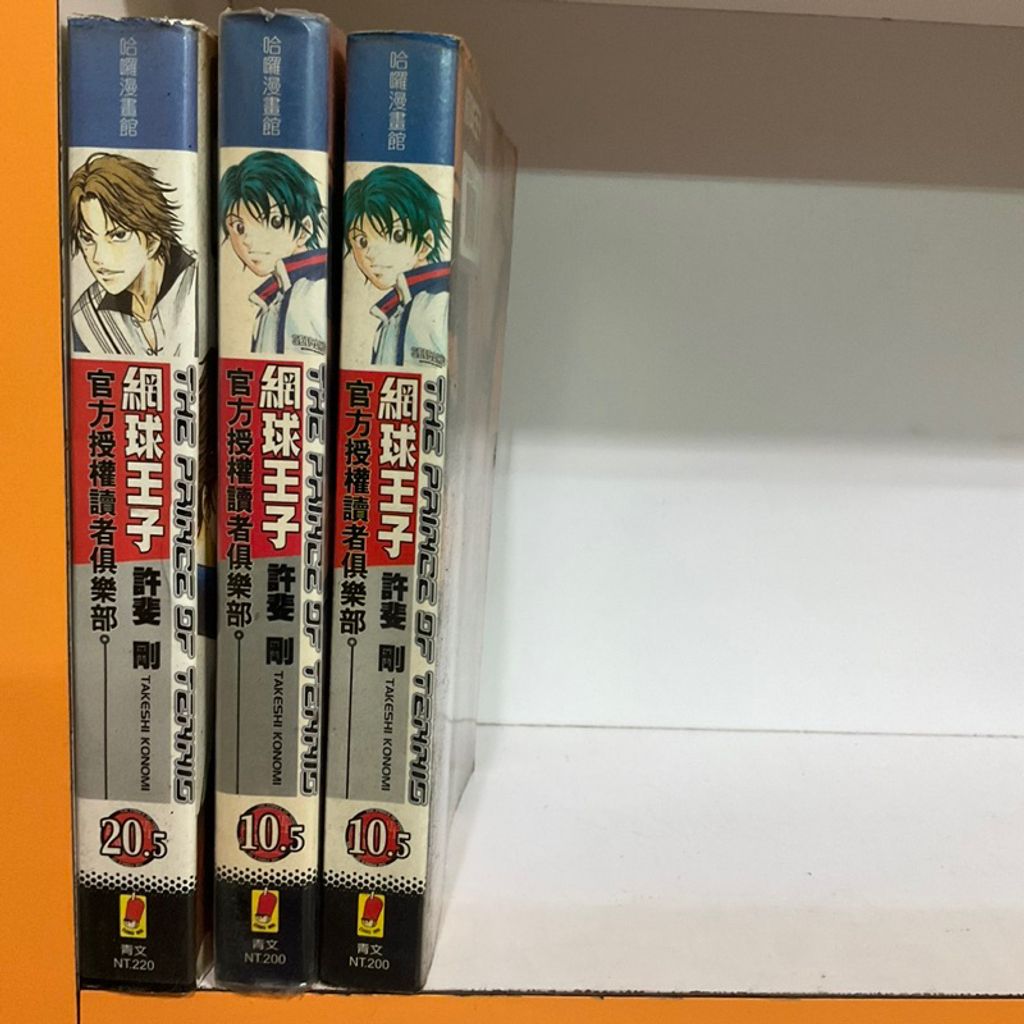 哈囉漫畫館
網球王子
官方授權讀者俱樂部
許斐 剛
TAKESHI KONOMI
THE PRINCE OF TENNIS
20.5
青文
NT.220
哈囉漫畫館
網球王子
官方授權讀者俱樂部
許斐 剛
TAKESHI KONOMI
THE PRINCE OF TENNIS
10.5
青文
NT.200
哈囉漫畫館
網球王子
官方授權讀者俱樂部
許斐 剛
TAKESHI KONOMI
THE PRINCE OF TENNIS
10.5
青文
NT.200